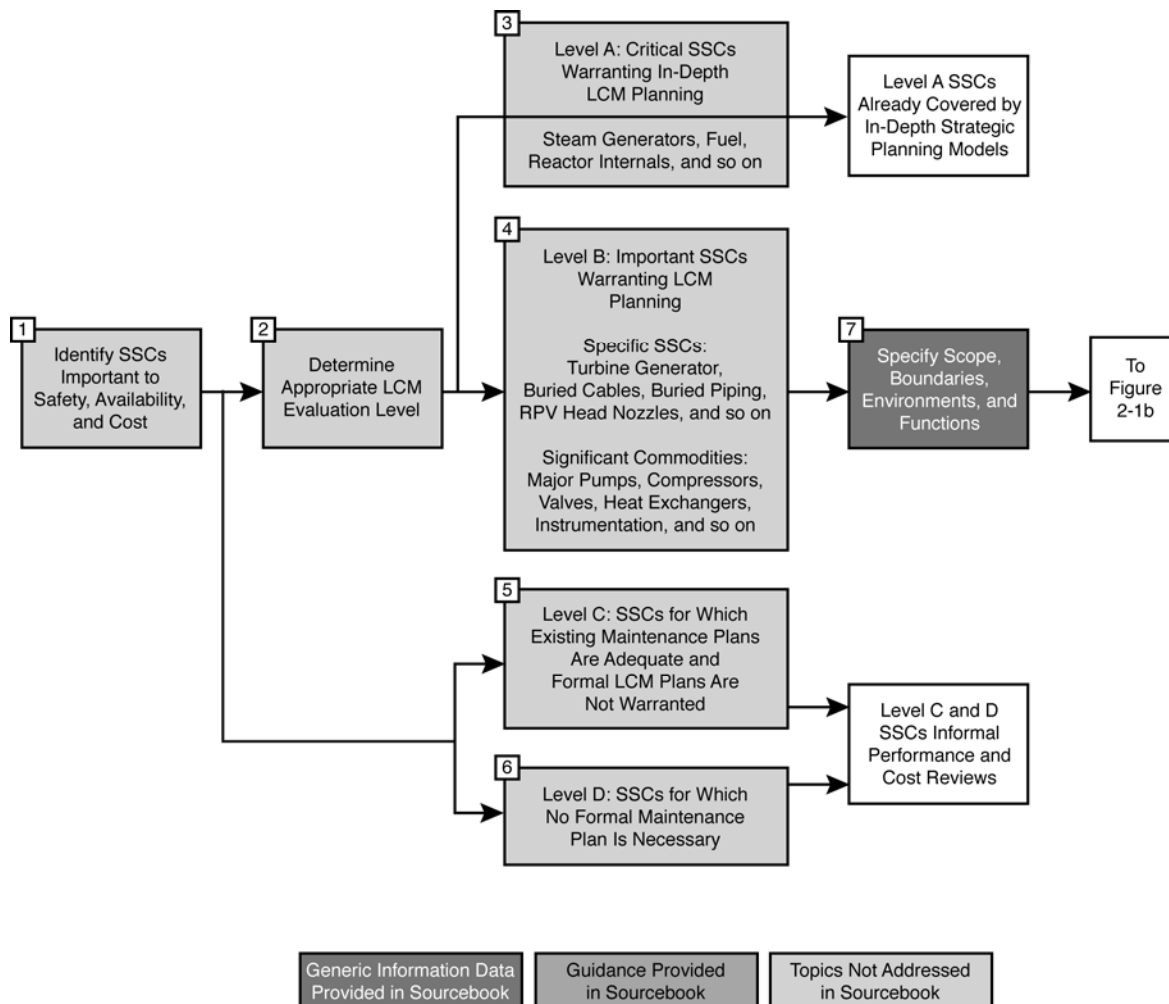 3
Level A: Critical SSCs
Warranting In-Depth
LCM Planning
Steam Generators, Fuel,
Reactor Internals, and so on
Level A SSCs
Already Covered by
In-Depth Strategic
Planning Models
4
Level B: Important SSCs
Warranting LCM
Planning
Specific SSCs:
Turbine Generator,
Buried Cables, Buried Piping,
RPV Head Nozzles, and so on
Significant Commodities:
Major Pumps, Compressors,
Valves, Heat Exchangers,
Instrumentation, and so on
1
Identify SSCs
Important to
Safety, Availability,
and Cost
2
Determine
Appropriate LCM
Evaluation Level
7
Specify Scope,
Boundaries,
Environments, and
Functions
To
Figure
2-1b
5
Level C: SSCs for Which
Existing Maintenance Plans
Are Adequate and
Formal LCM Plans Are
Not Warranted
6
Level D: SSCs for Which
No Formal Maintenance
Plan Is Necessary
Level C and D
SSCs Informal
Performance and
Cost Reviews
Generic Information Data
Provided in Sourcebook
Guidance Provided
in Sourcebook
Topics Not Addressed
in Sourcebook